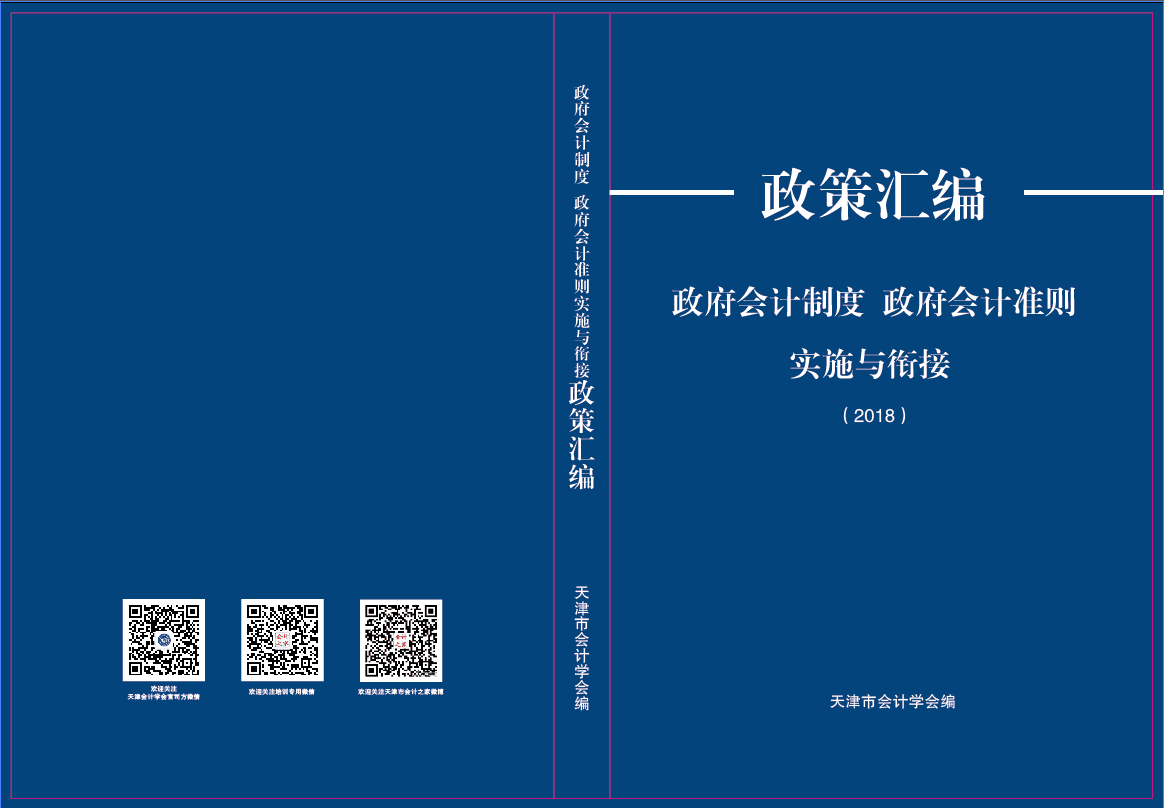 政策汇编
政府会计制度 政府会计准则
实施与衔接
（2018）
天津市会计学会编
政府会计制度 政府会计准则实施与衔接 政策汇编
天津市会计学会编
欢迎关注
天津会计学会官司方微信
欢迎关注培训专用微信
欢迎关注天津市会计之家微博